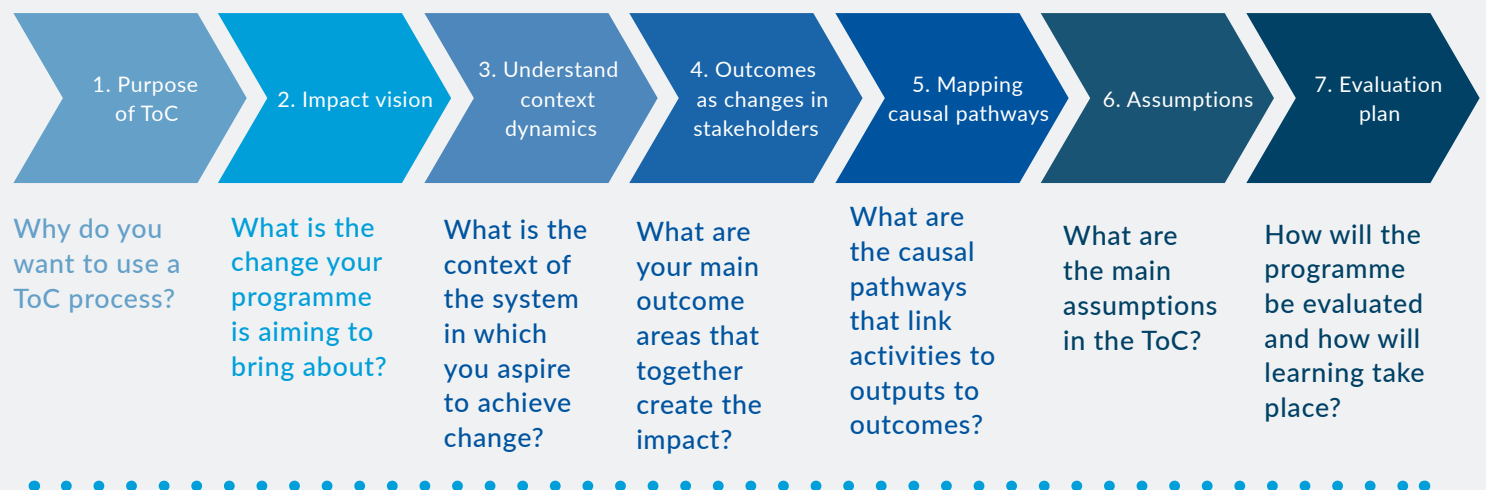 1. Purpose
of ToC
2. Impact vision
3. Understand
context
dynamics
4. Outcomes
as changes in
stakeholders
5. Mapping
causal pathways
6. Assumptions
7. Evaluation
plan
Why do you
want to use a
ToC process?
What is the
change your
programme
is aiming to
bring about?
What is the
context of
the system
in which
you aspire
to achieve
change?
What are
your main
outcome
areas that
together
create the
impact?
What are
the causal
pathways
that link
activities to
outputs to
outcomes?
What are
the main
assumptions
in the ToC?
How will the
programme
be evaluated
and how will
learning take
place?